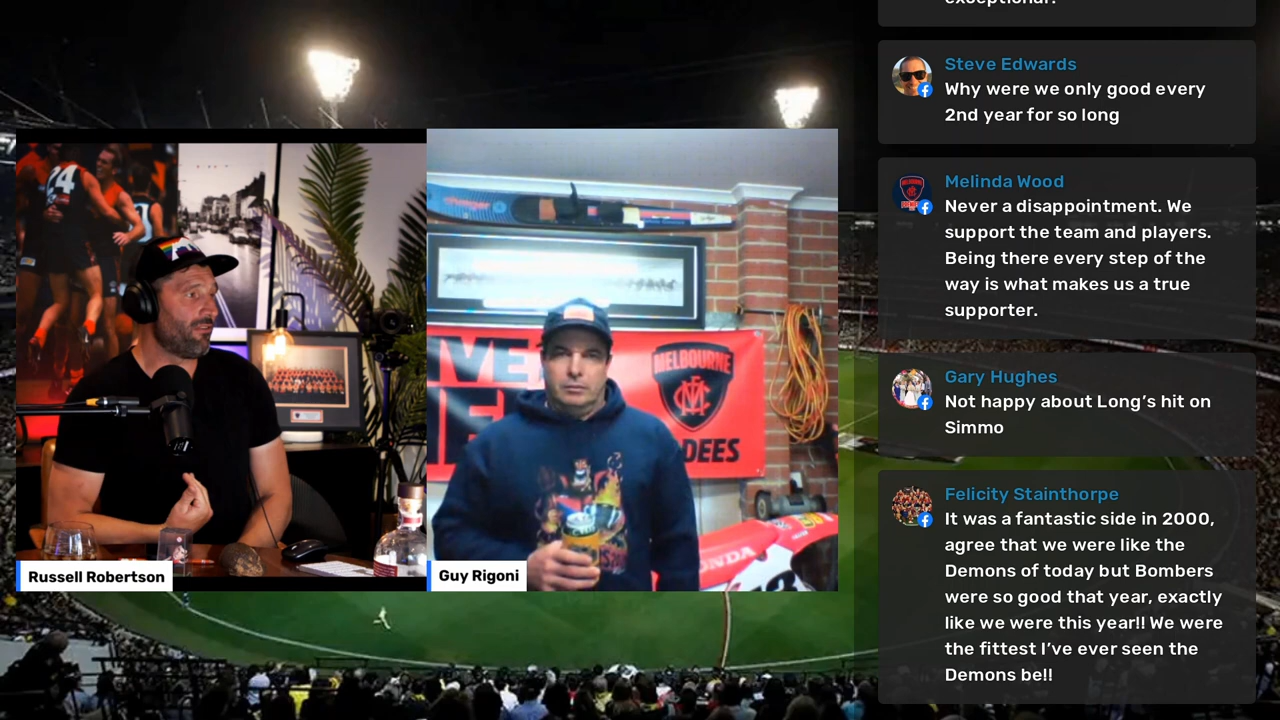 exceptional!
Steve Edwards
Why were we only good every
2nd year for so long
Melinda Wood
Never a disappointment. We
support the team and players.
Being there every step of the
way is what makes us a true
supporter.
Gary Hughes
Not happy about Long’s hit on
Simmo
Felicity Stainthorpe
It was a fantastic side in 2000,
agree that we were like the
Demons of today but Bombers
were so good that year, exactly
like we were this year!! We were
the fittest I’ve ever seen the
Demons be!!
24
MELBOURNE
DEES
HONDA
Russell Robertson
Guy Rigoni